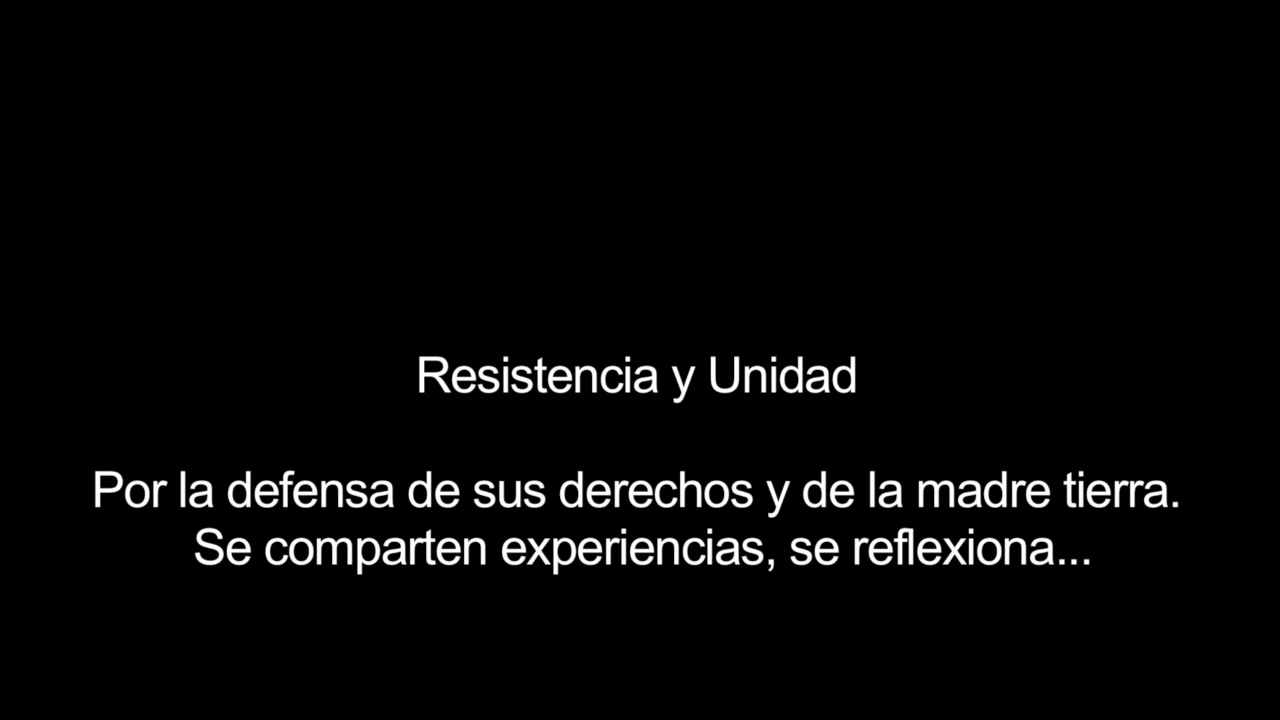 Resistencia y Unidad
Por la defensa de sus derechos y de la madre tierra.
Se comparten experiencias, se reflexiona...